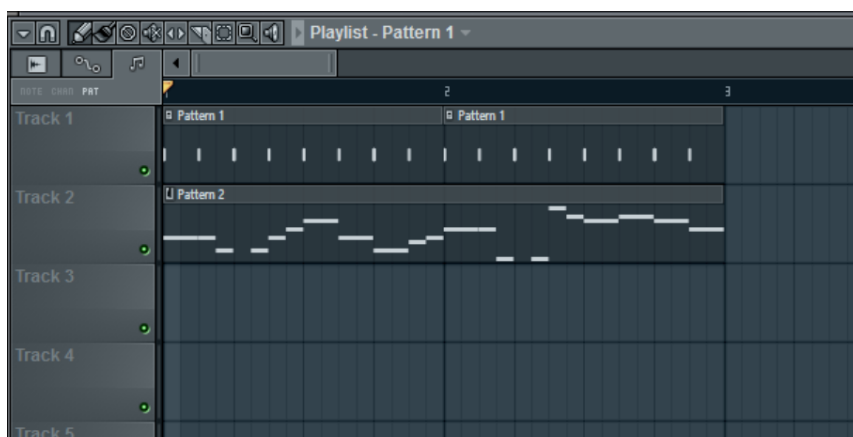 Playlist - Pattern 1
NOTE CHAN PAT
2 3
Track 1
Pattern 1 Pattern 1
Track 2
Pattern 2
Track 3
Track 4
Track 5